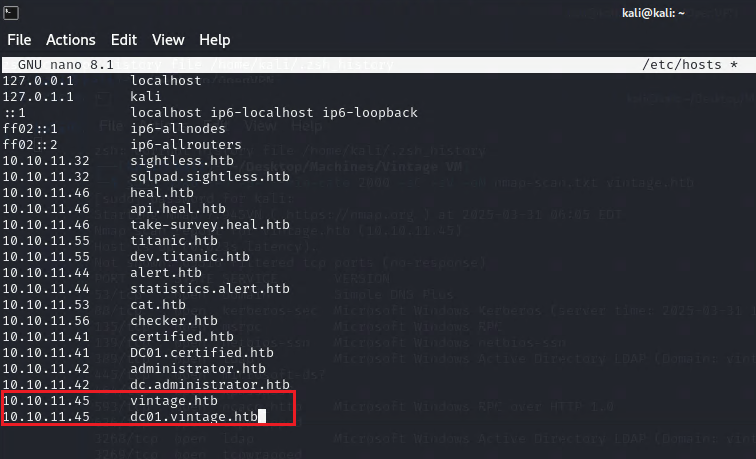 kali@kali: ~
File Actions Edit View Help
GNU nano 8.1 /etc/hosts *
127.0.0.1 localhost
127.0.1.1 kali
::1 localhost ip6-localhost ip6-loopback
ff02::1 ip6-allnodes
ff02::2 ip6-allrouters
10.10.11.32 sightless.htb
10.10.11.32 sqlpad.sightless.htb
10.10.11.46 heal.htb
10.10.11.46 api.heal.htb
10.10.11.46 take-survey.heal.htb
10.10.11.55 titanic.htb
10.10.11.55 dev.titanic.htb
10.10.11.44 alert.htb
10.10.11.44 statistics.alert.htb
10.10.11.53 cat.htb
10.10.11.56 checker.htb
10.10.11.41 certified.htb
10.10.11.41 DC01.certified.htb
10.10.11.42 administrator.htb
10.10.11.42 dc.administrator.htb
10.10.11.45 vintage.htb
10.10.11.45 dc01.vintage.htb